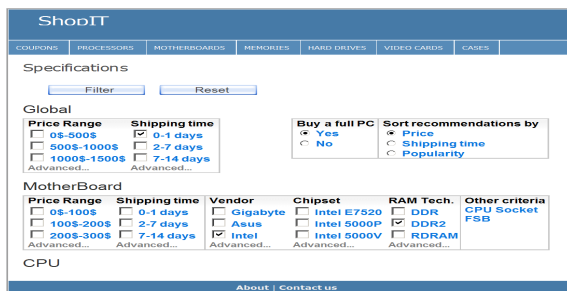 ShopIT
COUPONS PROCESSORS MOTHERBOARDS MEMORIES HARD DRIVES VIDEO CARDS CASES
Specifications
Filter Reset
Global
Price Range Shipping time Buy a full PC Sort recommendations by
0$-500$ 0-1 days Yes Price
500$-1000$ 2-7 days No Shipping time
1000$-1500$ 7-14 days Popularity
Advanced... Advanced...
MotherBoard
Price Range Shipping time Vendor Chipset RAM Tech. Other criteria
0$-100$ 0-1 days Gigabyte Intel E7520 DDR CPU Socket
100$-200$ 2-7 days Asus Intel 5000P DDR2 FSB
200$-300$ 7-14 days Intel Intel 5000V RDRAM
Advanced... Advanced... Advanced... Advanced... Advanced...
CPU
About | Contact us